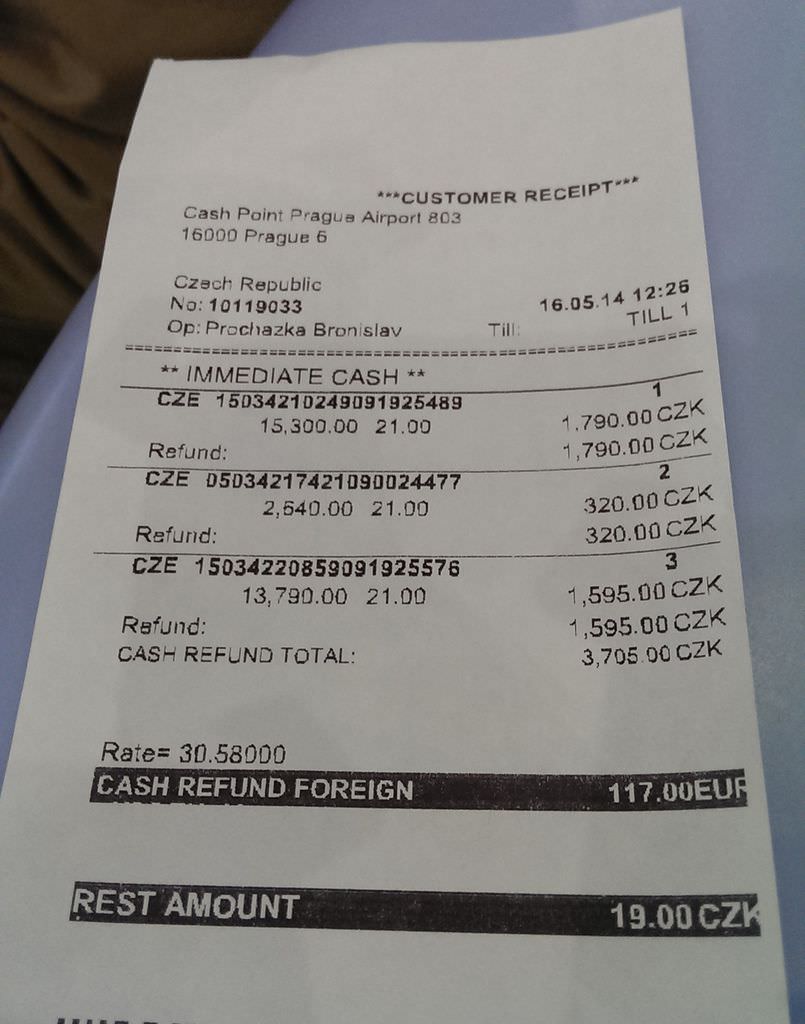 ***CUSTOMER RECEIPT***
Cash Point Prague Airport 803
16000 Prague 6
Czech Republic
No: 10119033 16.05.14 12:26
Op: Prochazka Bronislav Till: TILL 1
** IMMEDIATE CASH **
1
CZE 15034210249091925489
15,300.00 21.00 1,790.00 CZK
Refund: 1,790.00 CZK
2
CZE 05034217421090024477
2,640.00 21.00 320.00 CZK
Refund: 320.00 CZK
3
CZE 15034220859091925576
13,790.00 21.00 1,595.00 CZK
Refund: 1,595.00 CZK
CASH REFUND TOTAL: 3,705.00 CZK
Rate= 30.58000
CASH REFUND FOREIGN 117.00EUR
REST AMOUNT 19.00 CZK